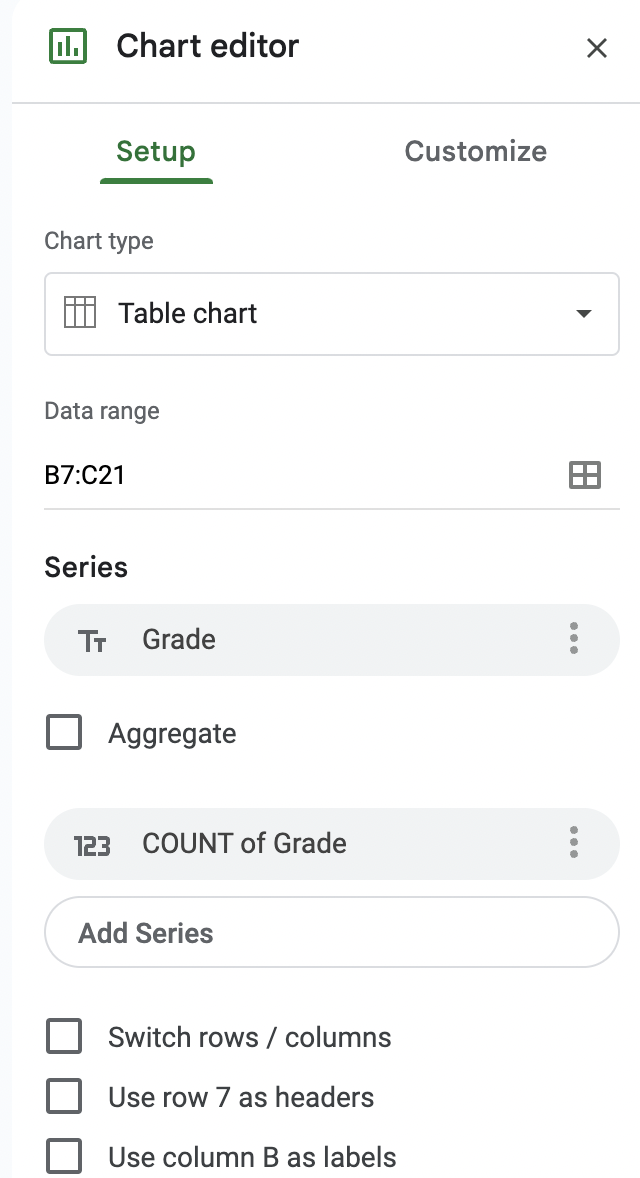 Chart editor
Setup
Customize
Chart type
Table chart
Data range
B7:C21
Series
Tт Grade
Aggregate
123 COUNT of Grade
Add Series
Switch rows / columns
Use row 7 as headers
Use column B as labels